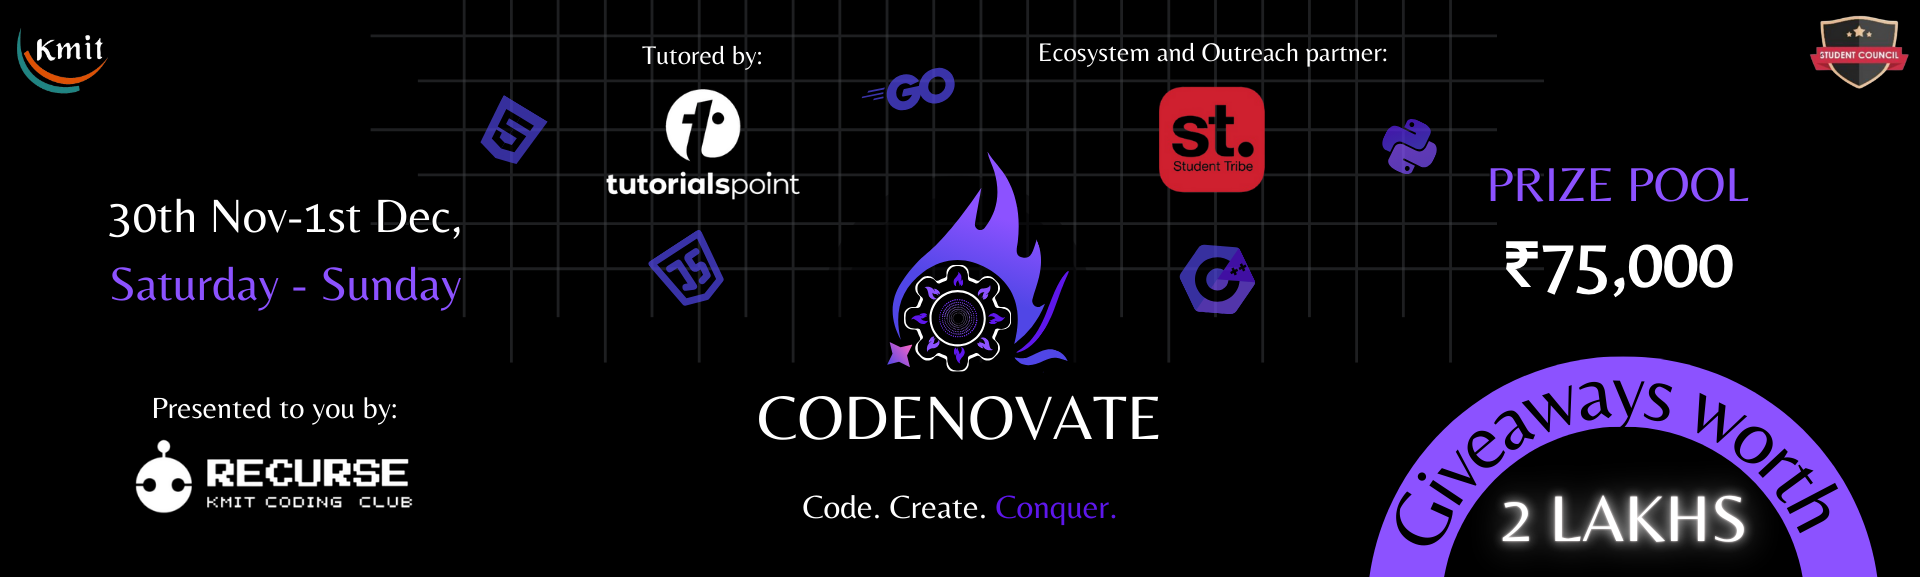 Kmit
Tutored by:
tutorialspoint
GO
Ecosystem and Outreach partner:
st.
Student Tribe
STUDENT COUNCIL
5
JS
C
30th Nov-1st Dec,
Saturday - Sunday
PRIZE POOL
₹75,000
Presented to you by:
RECURSE
KMIT CODING CLUB
CODENOVATE
Code. Create. Conquer.
Giveaways worth
2 LAKHS